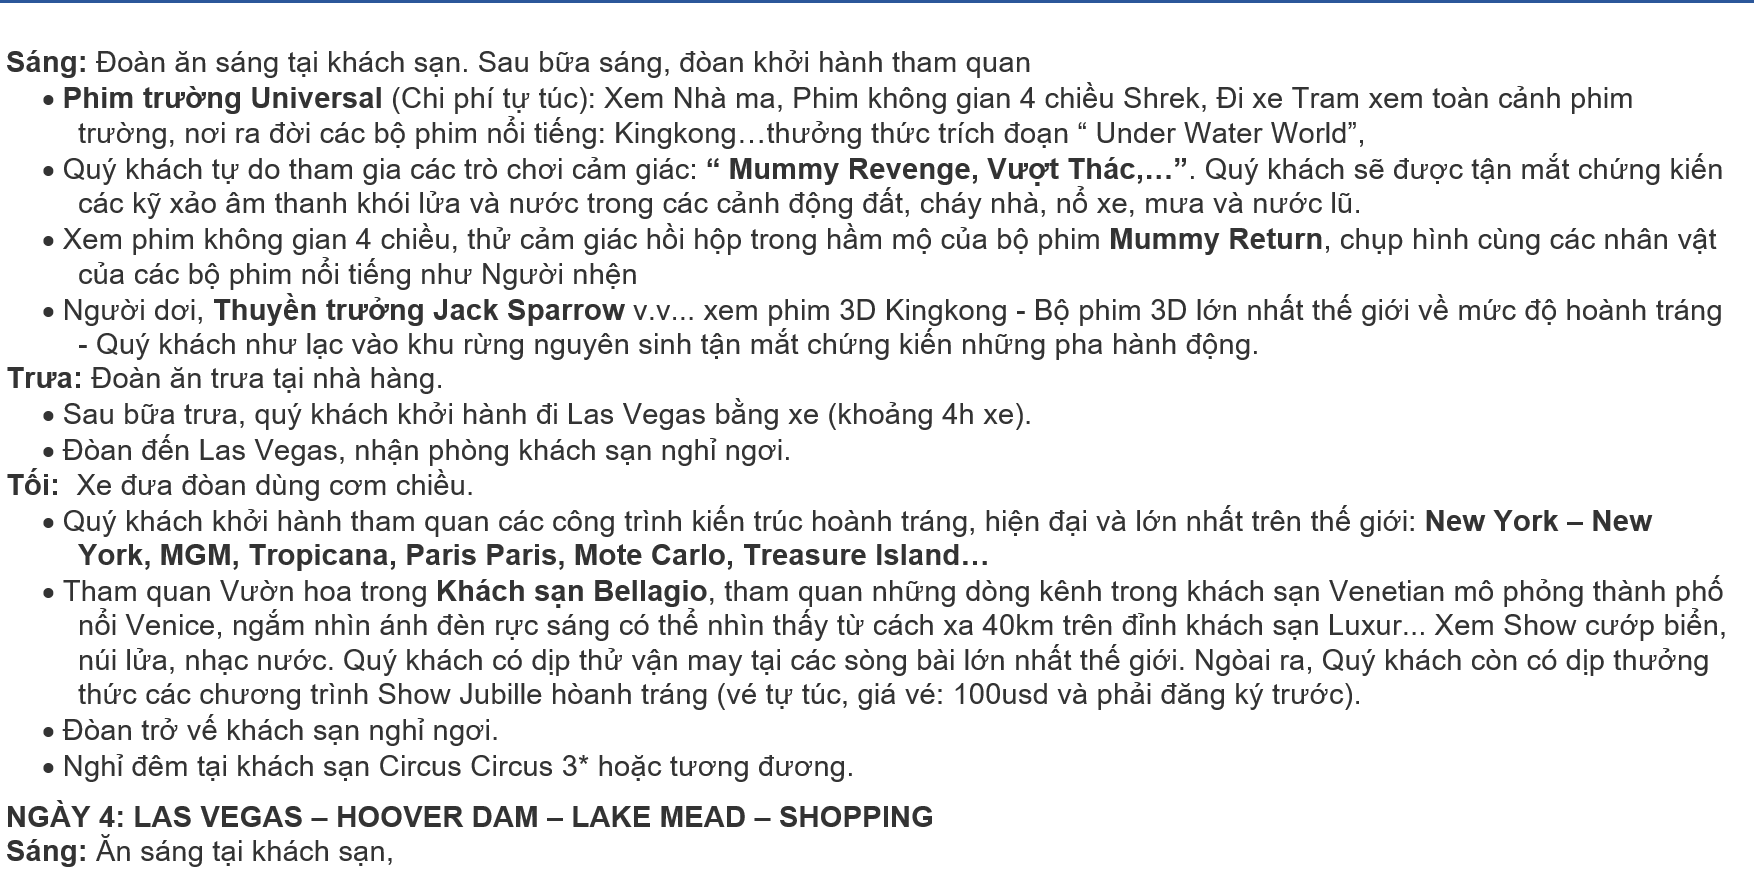 Sáng: Đoàn ăn sáng tại khách sạn. Sau bữa sáng, đòan khởi hành tham quan
• Phim trường Universal (Chi phí tự túc): Xem Nhà ma, Phim không gian 4 chiều Shrek, Đi xe Tram xem toàn cảnh phim
trường, nơi ra đời các bộ phim nổi tiếng: Kingkong…thưởng thức trích đoạn “ Under Water World”,
• Quý khách tự do tham gia các trò chơi cảm giác: “ Mummy Revenge, Vượt Thác,…”. Quý khách sẽ được tận mắt chứng kiến
các kỹ xảo âm thanh khói lửa và nước trong các cảnh động đất, cháy nhà, nổ xe, mưa và nước lũ.
• Xem phim không gian 4 chiều, thử cảm giác hồi hộp trong hầm mộ của bộ phim Mummy Return, chụp hình cùng các nhân vật
của các bộ phim nổi tiếng như Người nhện
• Người dơi, Thuyền trưởng Jack Sparrow v.v... xem phim 3D Kingkong - Bộ phim 3D lớn nhất thế giới về mức độ hoành tráng
- Quý khách như lạc vào khu rừng nguyên sinh tận mắt chứng kiến những pha hành động.
Trưa: Đoàn ăn trưa tại nhà hàng.
• Sau bữa trưa, quý khách khởi hành đi Las Vegas bằng xe (khoảng 4h xe).
• Đòan đến Las Vegas, nhận phòng khách sạn nghỉ ngơi.
Tối:  Xe đưa đòan dùng cơm chiều.
• Quý khách khởi hành tham quan các công trình kiến trúc hoành tráng, hiện đại và lớn nhất trên thế giới: New York – New
York, MGM, Tropicana, Paris Paris, Mote Carlo, Treasure Island…
• Tham quan Vườn hoa trong Khách sạn Bellagio, tham quan những dòng kênh trong khách sạn Venetian mô phỏng thành phố
nổi Venice, ngắm nhìn ánh đèn rực sáng có thể nhìn thấy từ cách xa 40km trên đỉnh khách sạn Luxur... Xem Show cướp biển,
núi lửa, nhạc nước. Quý khách có dịp thử vận may tại các sòng bài lớn nhất thế giới. Ngòai ra, Quý khách còn có dịp thưởng
thức các chương trình Show Jubille hòanh tráng (vé tự túc, giá vé: 100usd và phải đăng ký trước).
• Đòan trở vế khách sạn nghỉ ngơi.
• Nghỉ đêm tại khách sạn Circus Circus 3* hoặc tương đương.
NGÀY 4: LAS VEGAS – HOOVER DAM – LAKE MEAD – SHOPPING
Sáng: Ăn sáng tại khách sạn,